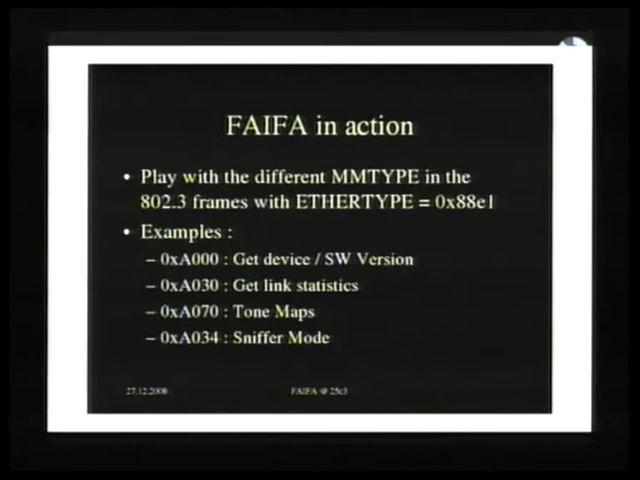 FAIFA in action
• Play with the different MMTYPE in the
802.3 frames with ETHERTYPE = 0x88e1
• Examples :
– 0xA000 : Get device / SW Version
– 0xA030 : Get link statistics
– 0xA070 : Tone Maps
– 0xA034 : Sniffer Mode
27.12.2008 FAIFA @ 25c3